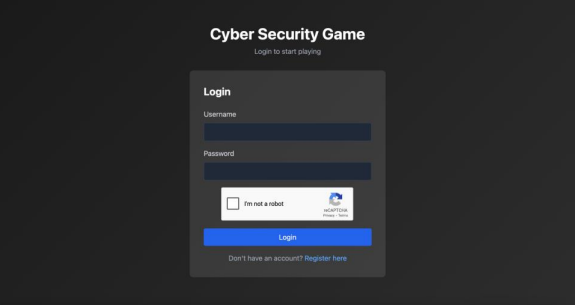 Cyber Security Game
Login to start playing
Login
Username
Password
I'm not a robot
reCAPTCHA
Privacy - Terms
Login
Don't have an account? Register here